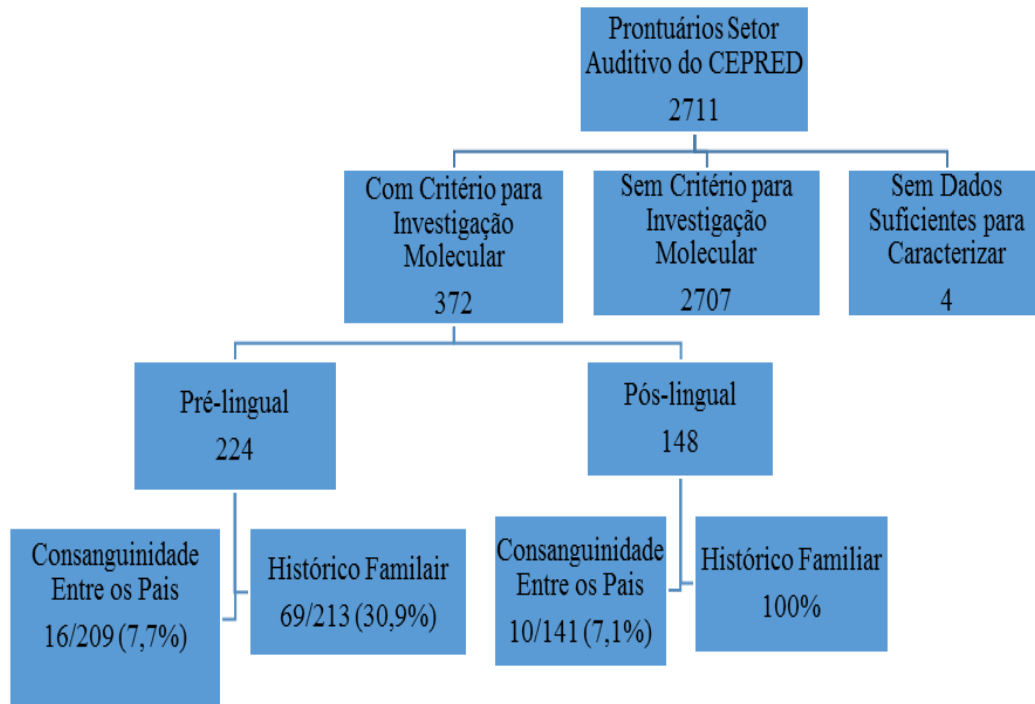 Prontuários Setor
Auditivo do CEPRED
2711
Com Critério para
Investigação
Molecular
372
Sem Critério para
Investigação
Molecular
2707
Sem Dados
Suficientes para
Caracterizar
4
Pré-lingual
224
Pós-lingual
148
Consanguinidade
Entre os Pais
16/209 (7,7%)
Histórico Familair
69/213 (30,9%)
Consanguinidade
Entre os Pais
10/141 (7,1%)
Histórico Familiar
100%